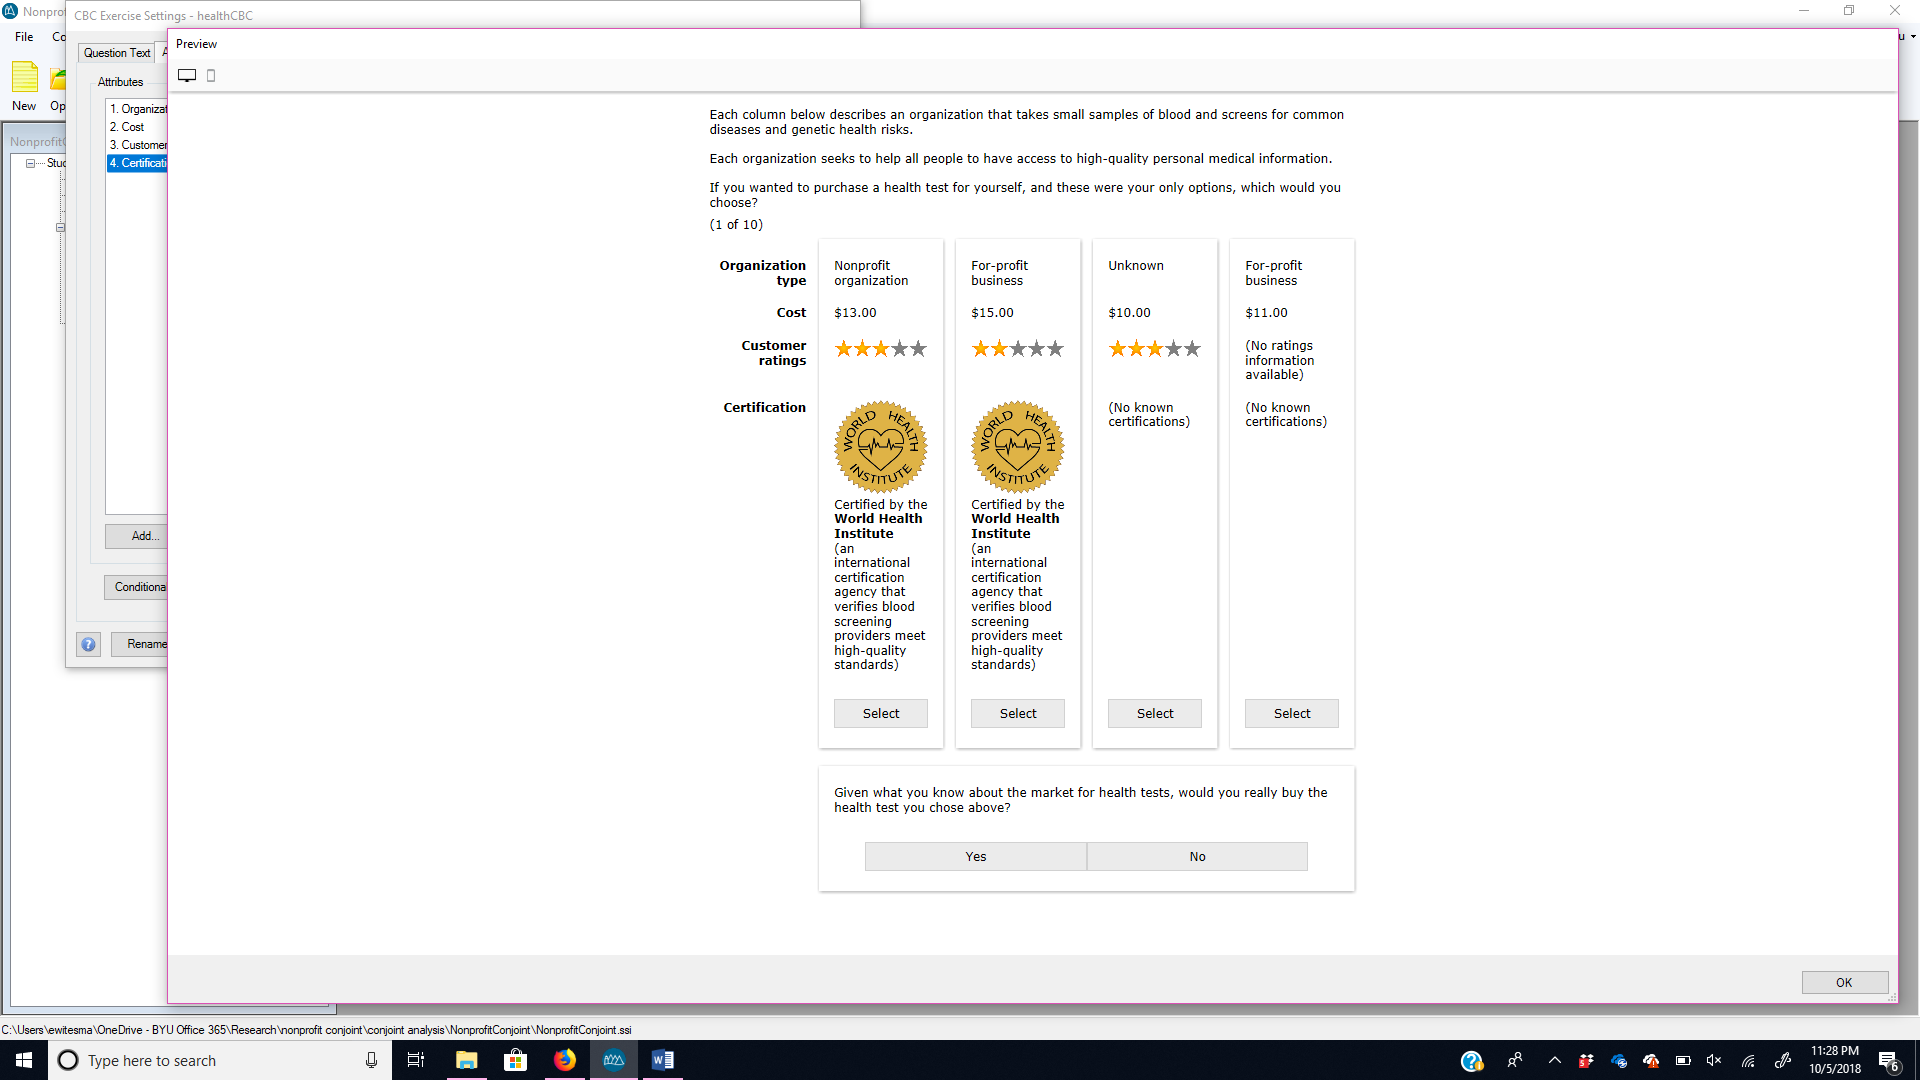 Nonprof
CBC Exercise Settings - healthCBC
File
Co
Preview
Question Text
A
Attributes
New
Op
1. Organizat
2. Cost
3. Customer
4. Certificati
NonprofitC
Stud
Add...
Conditional
Rename
Each column below describes an organization that takes small samples of blood and screens for common
diseases and genetic health risks.
Each organization seeks to help all people to have access to high-quality personal medical information.
If you wanted to purchase a health test for yourself, and these were your only options, which would you
choose?
(1 of 10)
Organization type
Nonprofit organization
For-profit business
Unknown
For-profit business
Cost
$13.00
$15.00
$10.00
$11.00
Customer ratings
(No ratings information available)
Certification
WORLD HEALTH INSTITUTE
Certified by the
World Health
Institute
(an
international
certification
agency that
verifies blood
screening
providers meet
high-quality
standards)
WORLD HEALTH INSTITUTE
Certified by the
World Health
Institute
(an
international
certification
agency that
verifies blood
screening
providers meet
high-quality
standards)
(No known
certifications)
(No known
certifications)
Select
Select
Select
Select
Given what you know about the market for health tests, would you really buy the
health test you chose above?
Yes
No
OK
C:\Users\ewitesma\OneDrive - BYU Office 365\Research\nonprofit conjoint\conjoint analysis\NonprofitConjoint\NonprofitConjoint.ssi
Type here to search
11:28 PM
10/5/2018
6